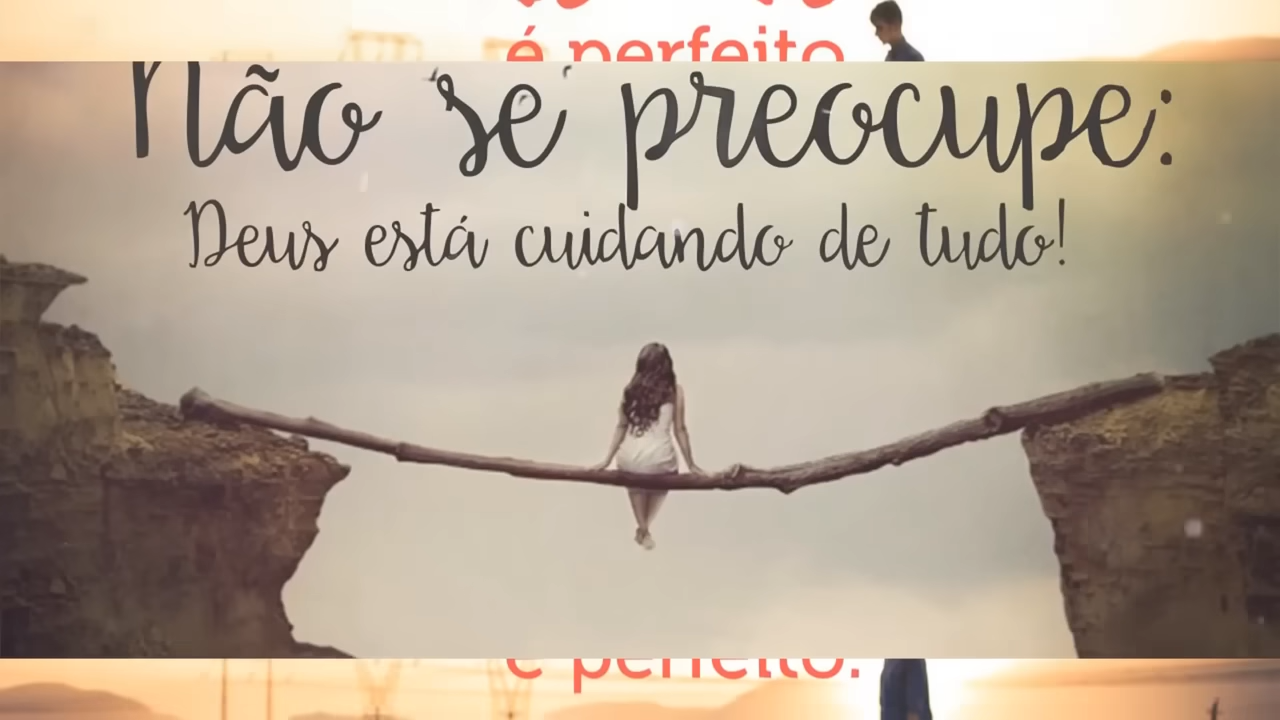 é perfeito.
Não se preocupe:
Deus está cuidando de tudo!
é perfeito.